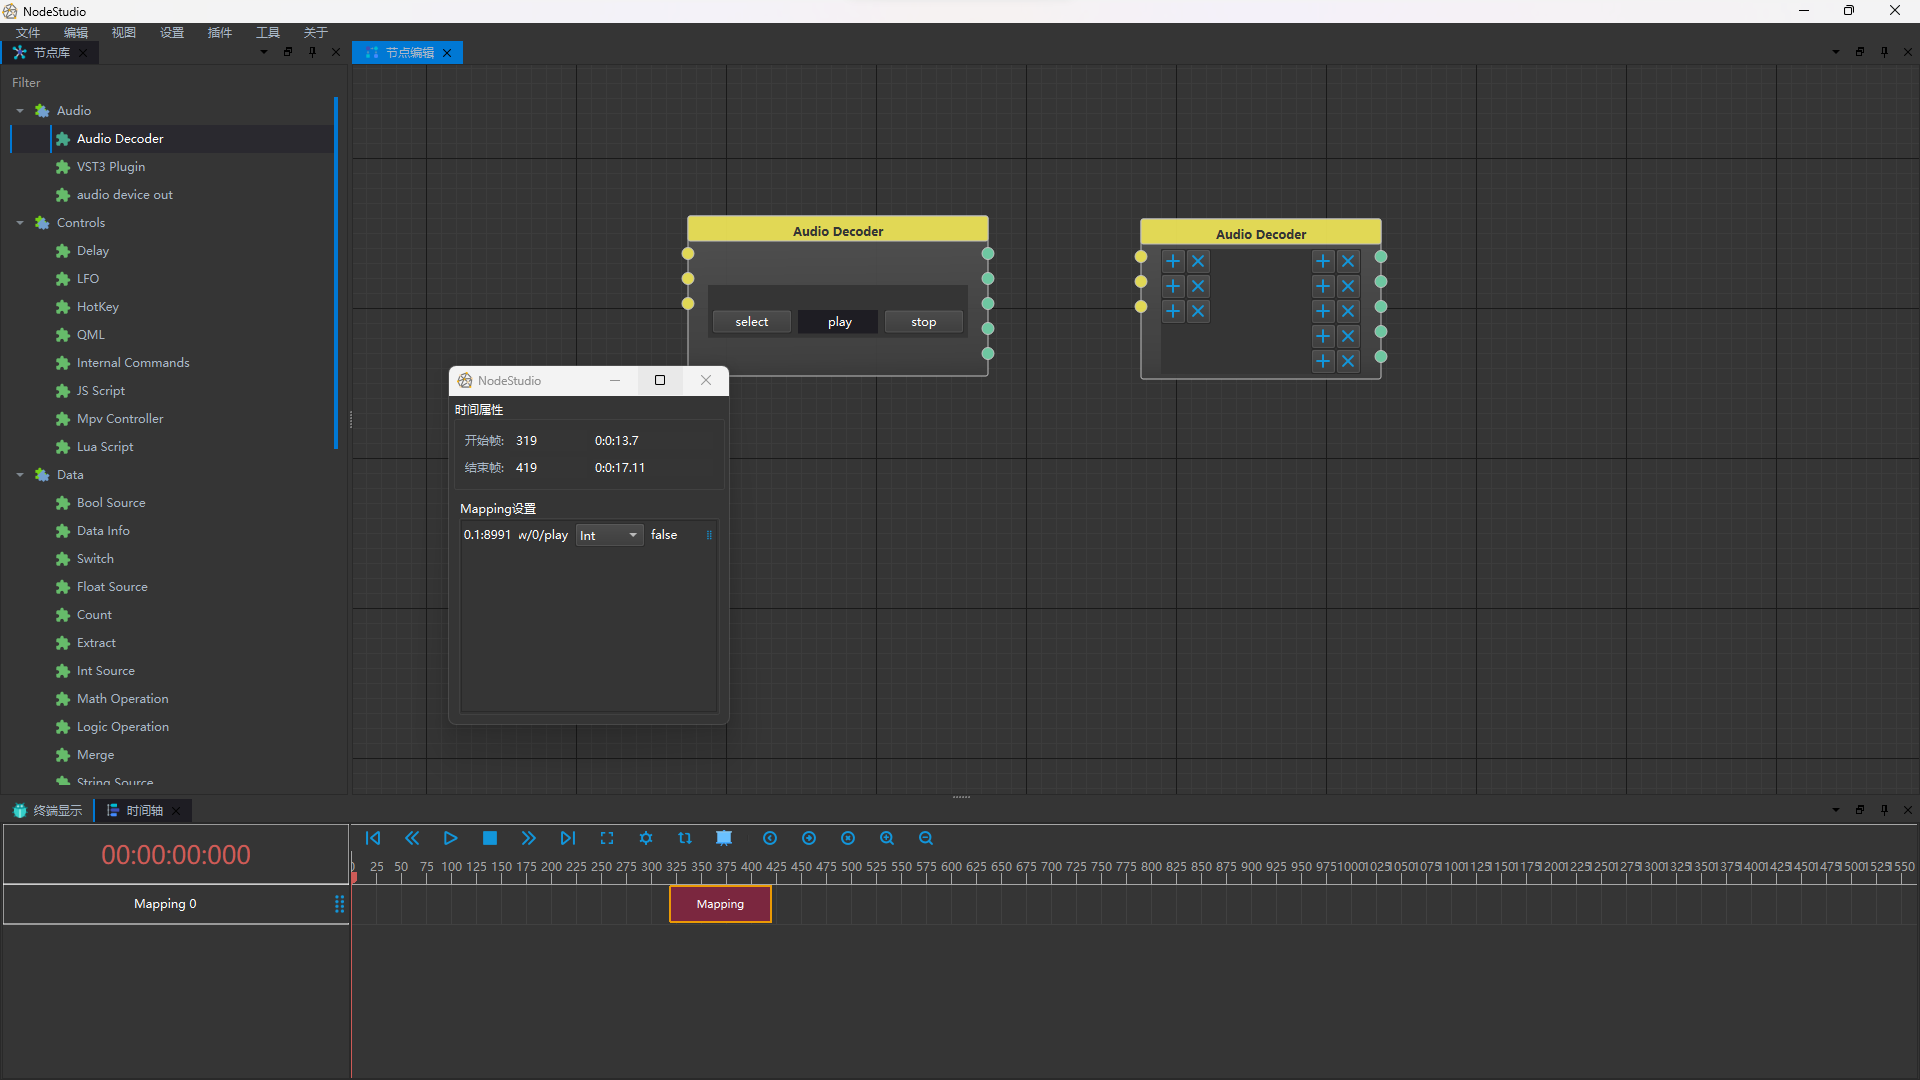 NodeStudio
文件 编辑 视图 设置 插件 工具 关于
节点库
节点编辑
Filter
Audio
Audio Decoder
VST3 Plugin
audio device out
Controls
Delay
LFO
HotKey
QML
Internal Commands
JS Script
Mpv Controller
Lua Script
Data
Bool Source
Data Info
Switch
Float Source
Count
Extract
Int Source
Math Operation
Logic Operation
Merge
String Source
Audio Decoder
select play stop
Audio Decoder
NodeStudio
时间属性
开始帧: 319 0:0:13.7
结束帧: 419 0:0:17.11
Mapping设置
0.1:8991 w/0/play Int false
终端显示 时间轴
00:00:00:000
25 50 75 100 125 150 175 200 225 250 275 300 325 350 375 400 425 450 475 500 525 550 575 600 625 650 675 700 725 750 775 800 825 850 875 900 925 950 975 1000 1025 1050 1075 1100 1125 1150 1175 1200 1225 1250 1275 1300 1325 1350 1375 1400 1425 1450 1475 1500 1525 1550
Mapping 0
Mapping